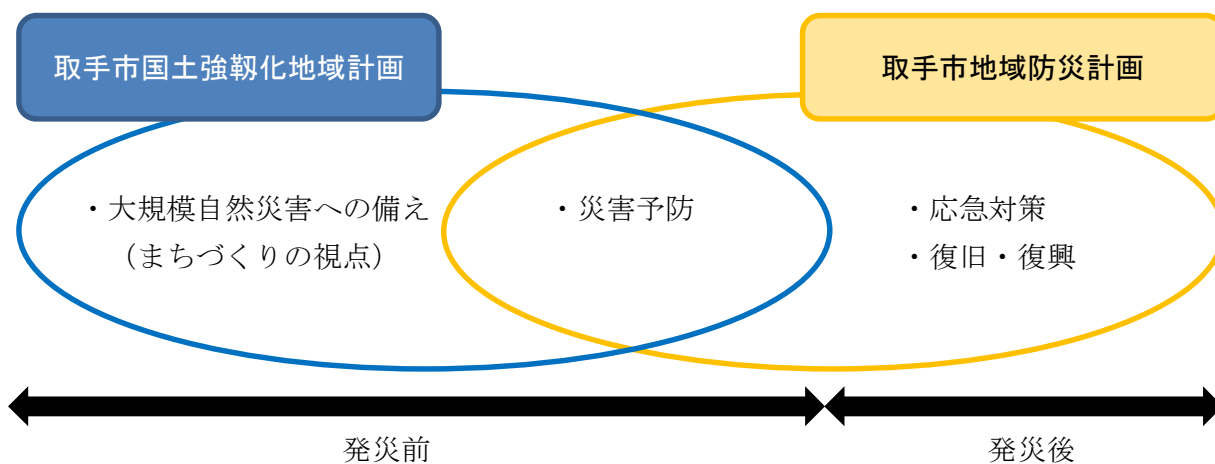 取手市国土強靱化地域計画
取手市地域防災計画
・大規模自然災害への備え
（まちづくりの視点）
・災害予防
・応急対策
・復旧・復興
発災前
発災後